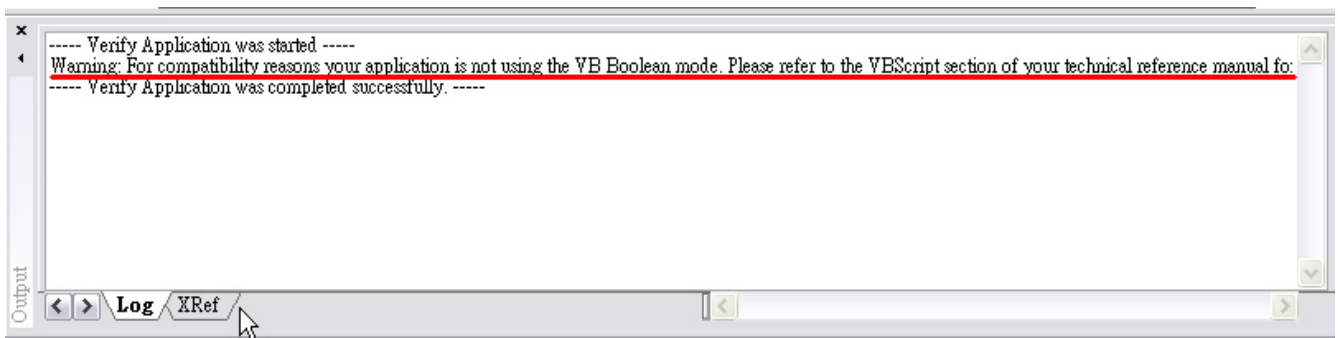 ----- Verify Application was started -----
Warning: For compatibility reasons your application is not using the VB Boolean mode. Please refer to the VBScript section of your technical reference manual fo:
----- Verify Application was completed successfully. -----
Output
Log XRef